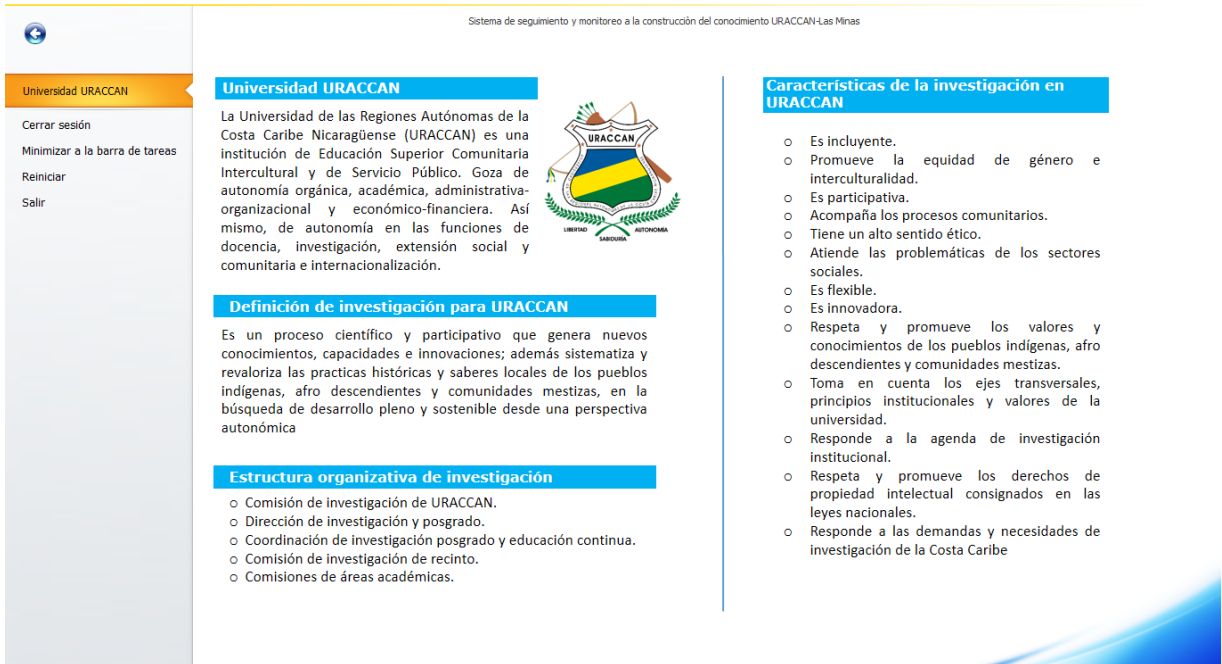 Sistema de seguimiento y monitoreo a la construcción del conocimiento URACCAN-Las Minas
Universidad URACCAN
Cerrar sesión
Minimizar a la barra de tareas
Reiniciar
Salir
Universidad URACCAN
La Universidad de las Regiones Autónomas de la
Costa Caribe Nicaragüense (URACCAN) es una
institución de Educación Superior Comunitaria
Intercultural y de Servicio Público. Goza de
autonomía orgánica, académica, administrativa-
organizacional y económico-financiera. Así
mismo, de autonomía en las funciones de
docencia, investigación, extensión social y
comunitaria e internacionalización.
URACCAN
LIBERTAD
SABIDURIA
AUTONOMÍA
Definición de investigación para URACCAN
Es un proceso científico y participativo que genera nuevos
conocimientos, capacidades e innovaciones; además sistematiza y
revaloriza las practicas históricas y saberes locales de los pueblos
indígenas, afro descendientes y comunidades mestizas, en la
búsqueda de desarrollo pleno y sostenible desde una perspectiva
autonómica
Estructura organizativa de investigación
o Comisión de investigación de URACCAN.
o Dirección de investigación y posgrado.
o Coordinación de investigación posgrado y educación continua.
o Comisión de investigación de recinto.
o Comisiones de áreas académicas.
Características de la investigación en
URACCAN
o Es incluyente.
o Promueve la equidad de género e
interculturalidad.
o Es participativa.
o Acompaña los procesos comunitarios.
o Tiene un alto sentido ético.
o Atiende las problemáticas de los sectores
sociales.
o Es flexible.
o Es innovadora.
o Respeta y promueve los valores y
conocimientos de los pueblos indígenas, afro
descendientes y comunidades mestizas.
o Toma en cuenta los ejes transversales,
principios institucionales y valores de la
universidad.
o Responde a la agenda de investigación
institucional.
o Respeta y promueve los derechos de
propiedad intelectual consignados en las
leyes nacionales.
o Responde a las demandas y necesidades de
investigación de la Costa Caribe